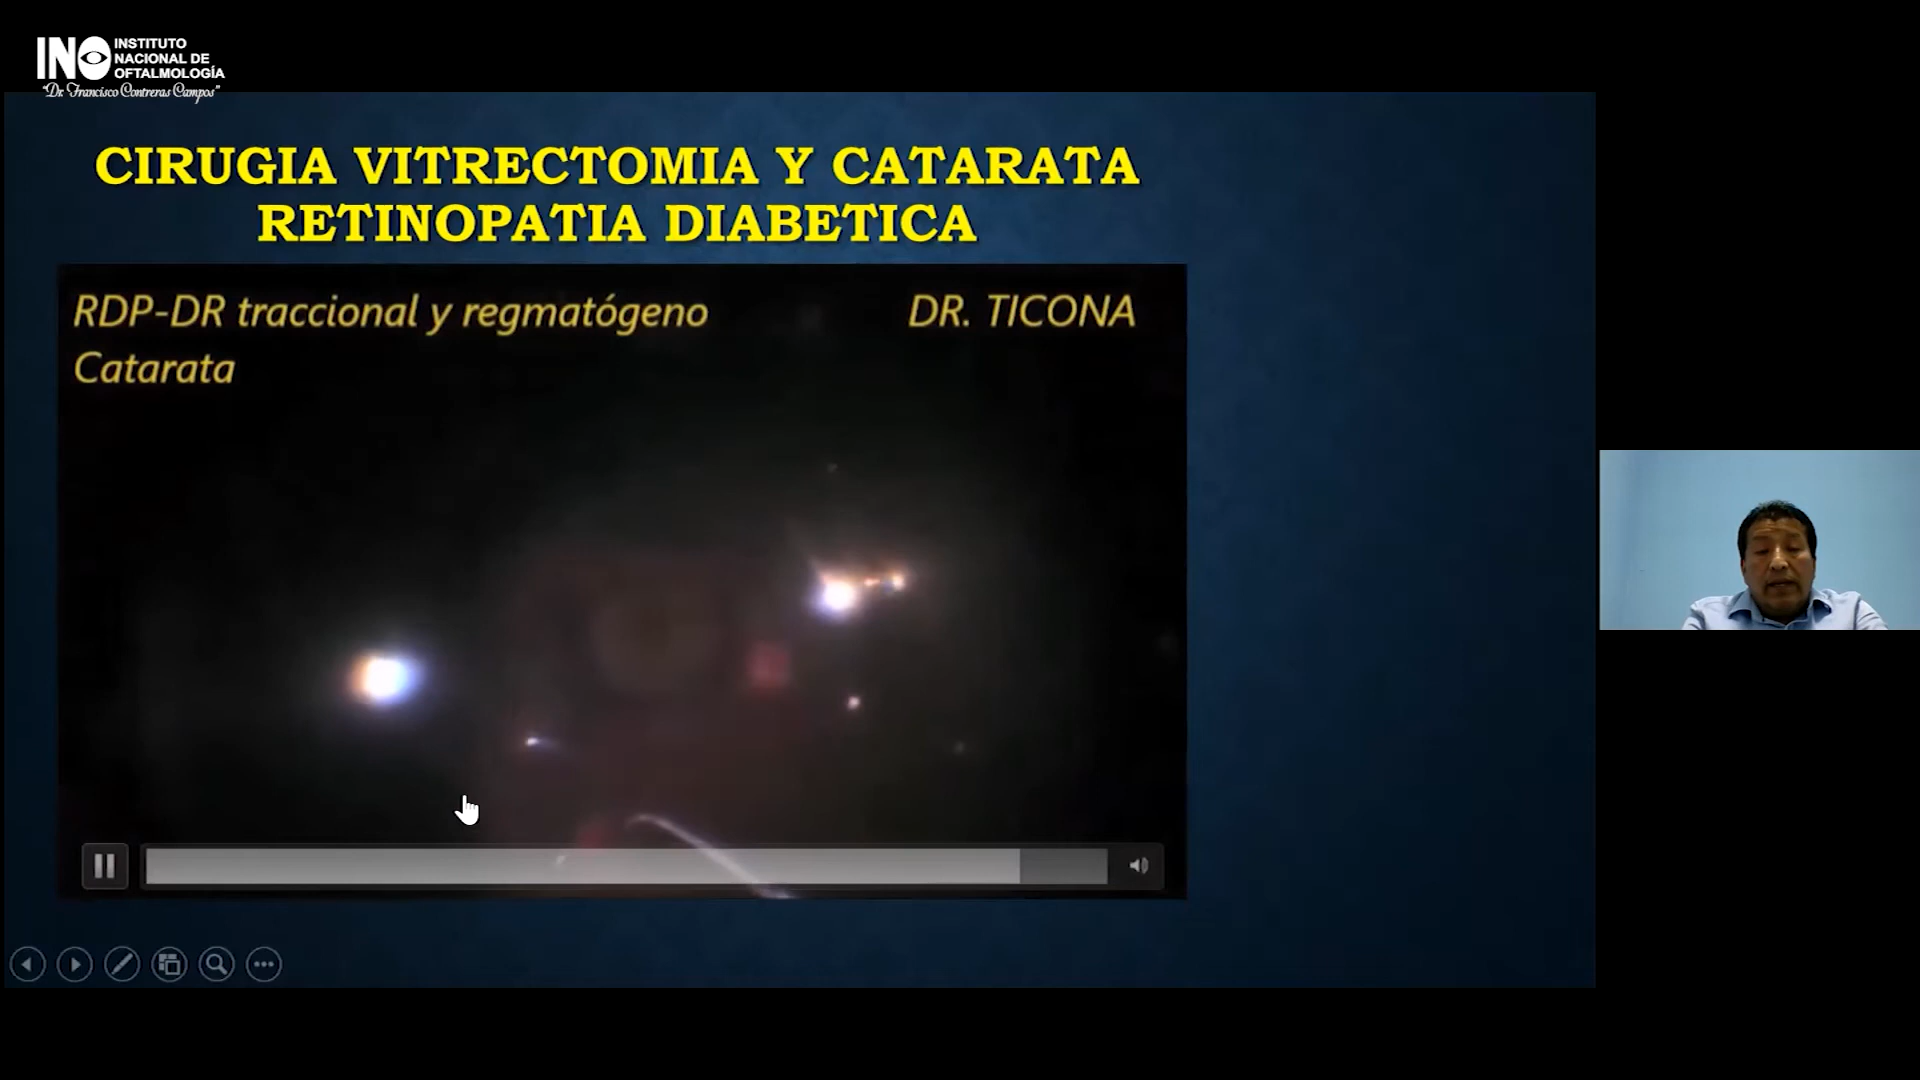 INO INSTITUTO
NACIONAL DE
OFTALMOLOGÍA
"Dr. Francisco Contreras Campos"
CIRUGIA VITRECTOMIA Y CATARATA
RETINOPATIA DIABETICA
RDP-DR traccional y regmatógeno DR. TICONA
Catarata